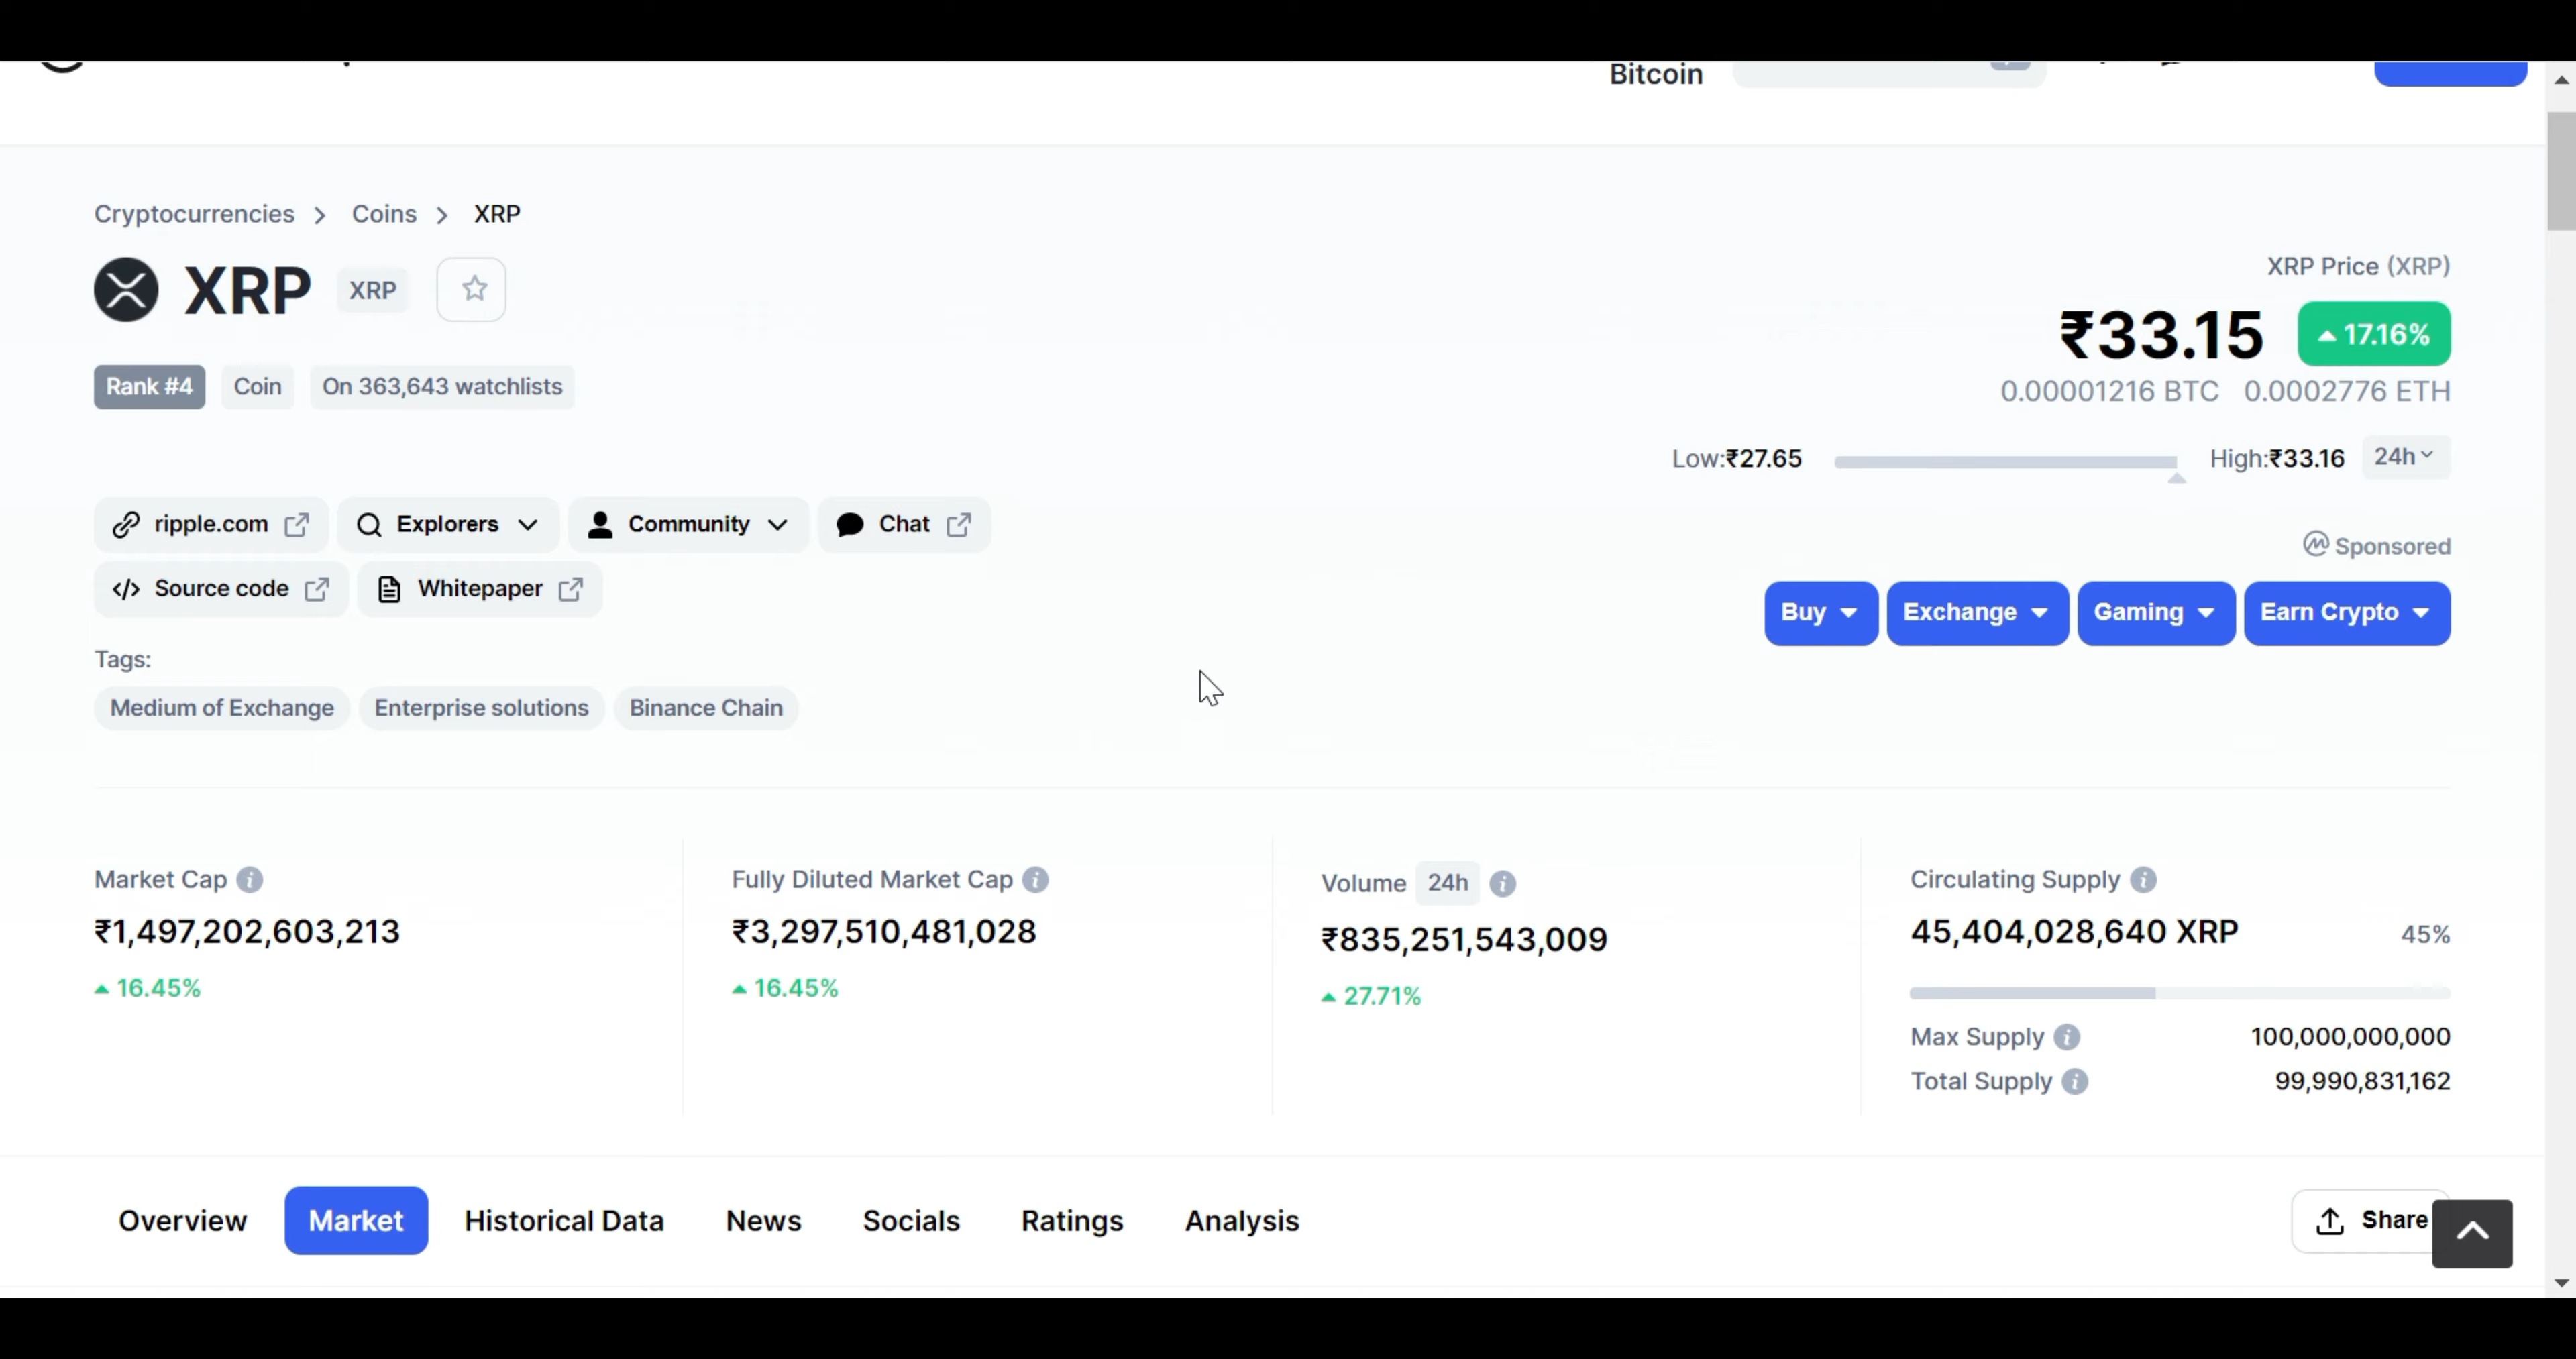 Bitcoin
Cryptocurrencies > Coins > XRP
XRP XRP
XRP Price (XRP)
₹33.15 17.16%
0.00001216 BTC 0.0002776 ETH
Rank #4 Coin On 363,643 watchlists
Low:₹27.65 High:₹33.16 24h
ripple.com Explorers Community Chat
Sponsored
Source code Whitepaper
Buy Exchange Gaming Earn Crypto
Tags:
Medium of Exchange Enterprise solutions Binance Chain
Market Cap
₹1,497,202,603,213
16.45%
Fully Diluted Market Cap
₹3,297,510,481,028
16.45%
Volume 24h
₹835,251,543,009
27.71%
Circulating Supply
45,404,028,640 XRP 45%
Max Supply 100,000,000,000
Total Supply 99,990,831,162
Overview Market Historical Data News Socials Ratings Analysis Share